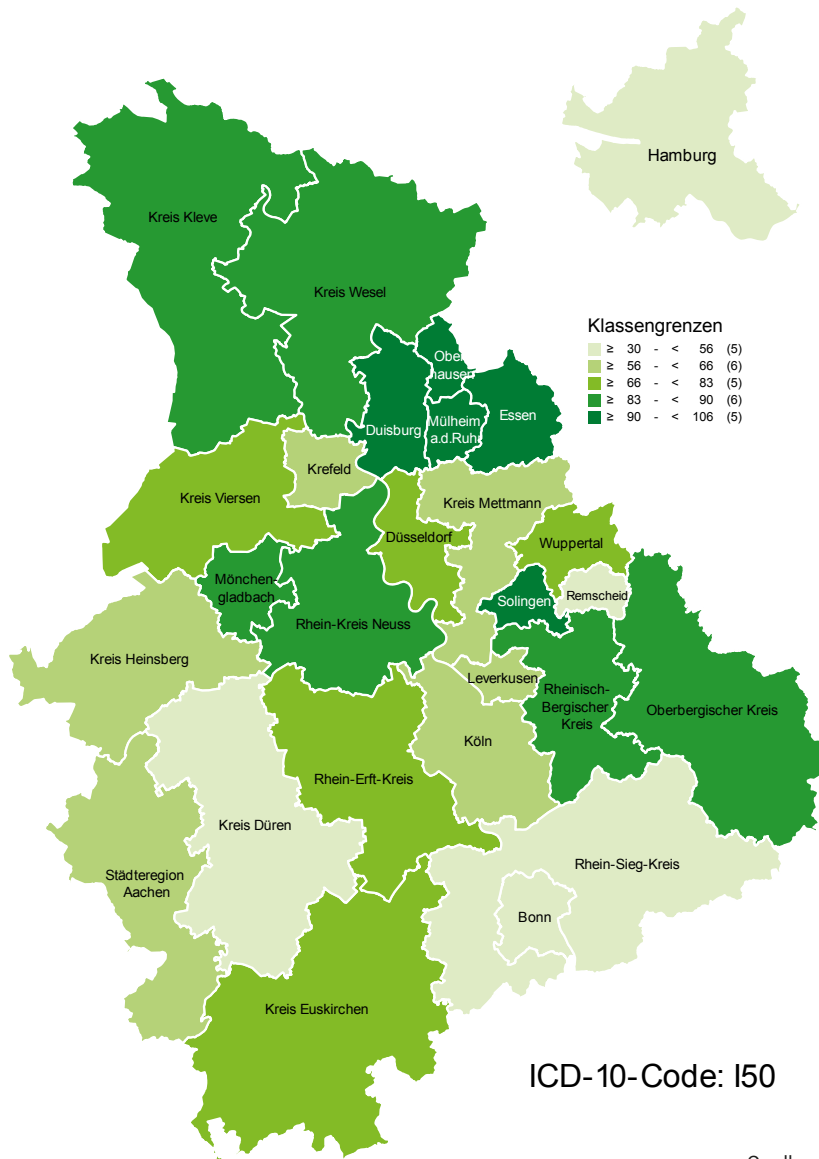 Hamburg
Kreis Kleve
Kreis Wesel
Klassengrenzen
≥ 30 - < 56 (5)
≥ 56 - < 66 (6)
≥ 66 - < 83 (5)
≥ 83 - < 90 (6)
≥ 90 - < 106 (5)
Ober
hausen
Duisburg
Mülheim
a.d.Ruhr
Essen
Krefeld
Kreis Viersen
Kreis Mettmann
Düsseldorf
Wuppertal
Mönchen-
gladbach
Solingen
Remscheid
Rhein-Kreis Neuss
Kreis Heinsberg
Leverkusen
Rheinisch-
Bergischer
Kreis
Oberbergischer Kreis
Köln
Rhein-Erft-Kreis
Kreis Düren
Rhein-Sieg-Kreis
Städteregion
Aachen
Bonn
Kreis Euskirchen
ICD-10-Code: I50